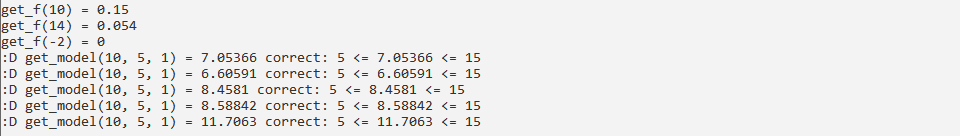 get_f(10) = 0.15
get_f(14) = 0.054
get_f(-2) = 0
:D get_model(10, 5, 1) = 7.05366 correct: 5 <= 7.05366 <= 15
:D get_model(10, 5, 1) = 6.60591 correct: 5 <= 6.60591 <= 15
:D get_model(10, 5, 1) = 8.4581 correct: 5 <= 8.4581 <= 15
:D get_model(10, 5, 1) = 8.58842 correct: 5 <= 8.58842 <= 15
:D get_model(10, 5, 1) = 11.7063 correct: 5 <= 11.7063 <= 15